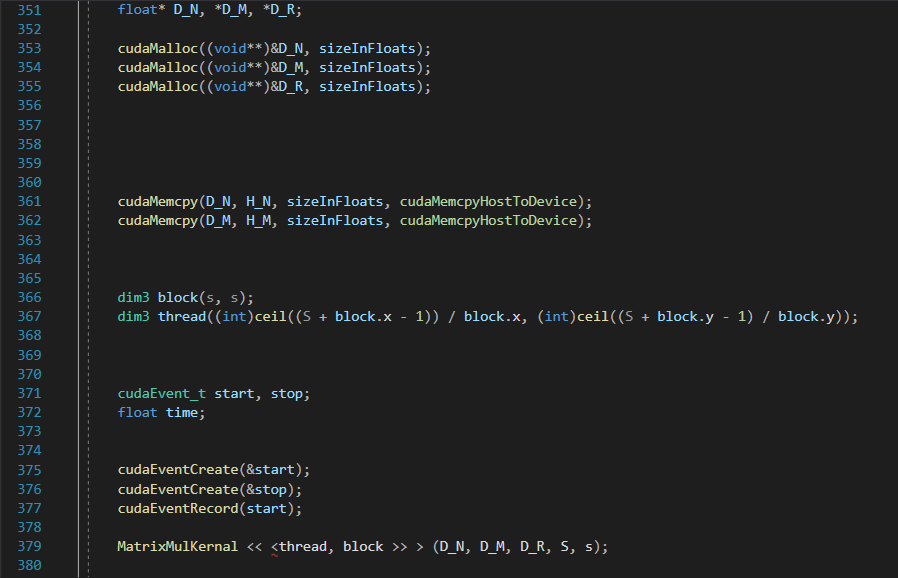 351 float* D_N, *D_M, *D_R;
352
353 cudaMalloc((void**)&D_N, sizeInFloats);
354 cudaMalloc((void**)&D_M, sizeInFloats);
355 cudaMalloc((void**)&D_R, sizeInFloats);
356
357
358
359
360
361 cudaMemcpy(D_N, H_N, sizeInFloats, cudaMemcpyHostToDevice);
362 cudaMemcpy(D_M, H_M, sizeInFloats, cudaMemcpyHostToDevice);
363
364
365
366 dim3 block(s, s);
367 dim3 thread((int)ceil((S + block.x - 1)) / block.x, (int)ceil((S + block.y - 1) / block.y));
368
369
370
371 cudaEvent_t start, stop;
372 float time;
373
374
375 cudaEventCreate(&start);
376 cudaEventCreate(&stop);
377 cudaEventRecord(start);
378
379 MatrixMulKernal << <thread, block >> > (D_N, D_M, D_R, S, s);
380